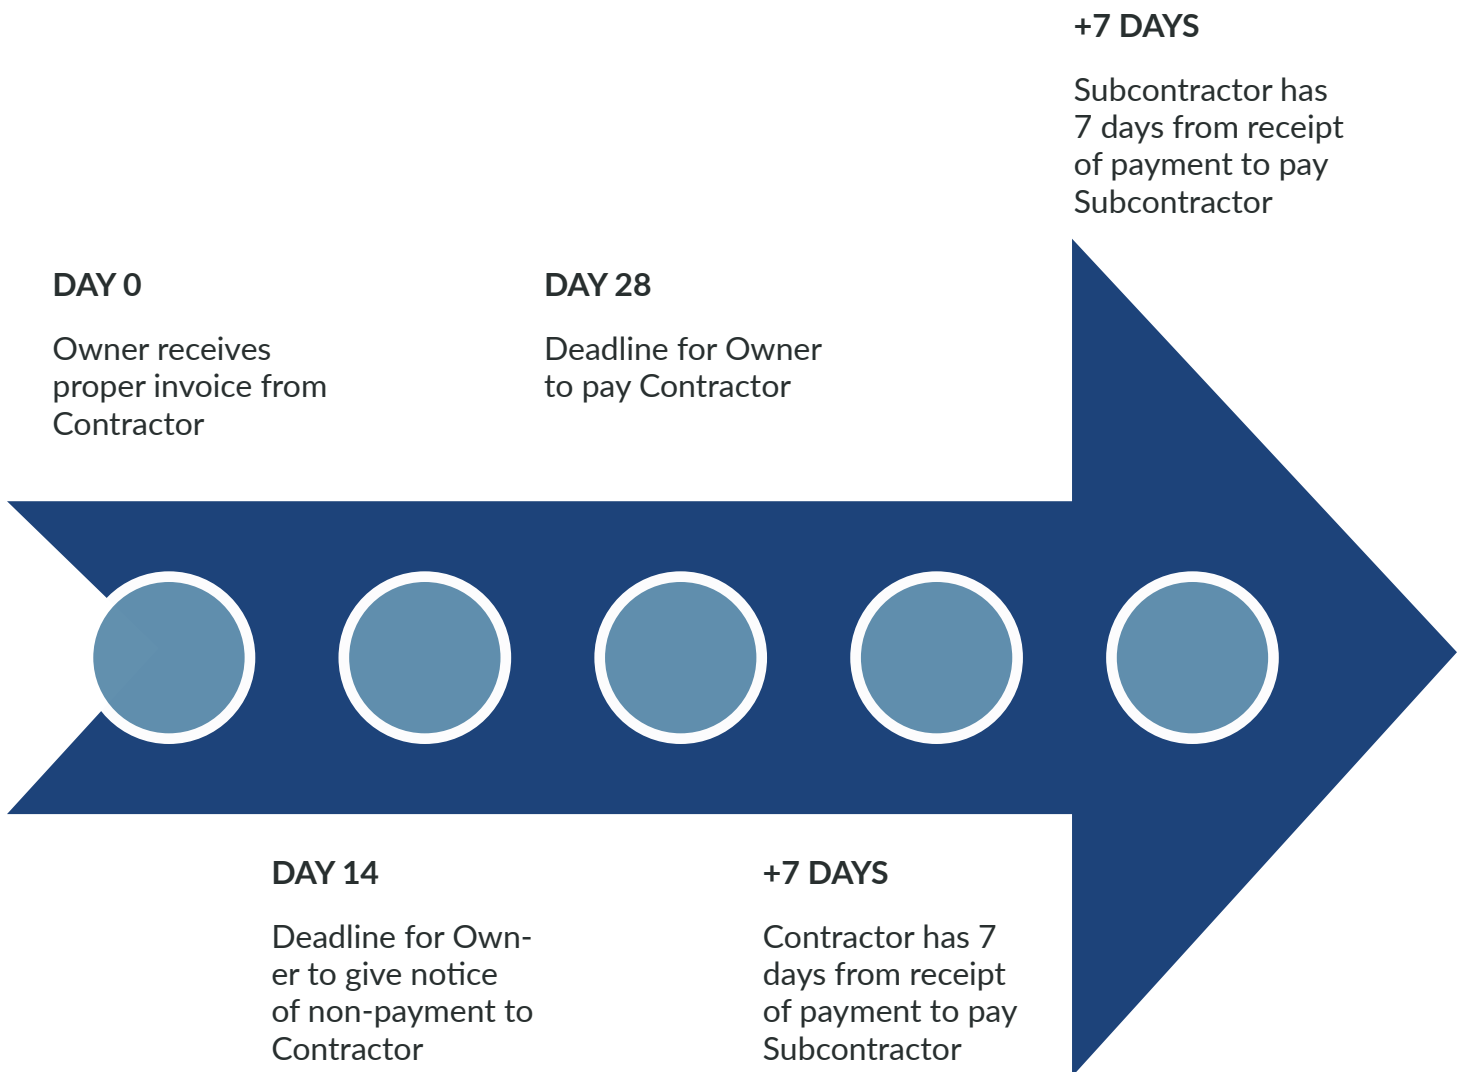 DAY 0
Owner receives
proper invoice from
Contractor
DAY 14
Deadline for Own-
er to give notice
of non-payment to
Contractor
DAY 28
Deadline for Owner
to pay Contractor
+7 DAYS
Contractor has 7
days from receipt
of payment to pay
Subcontractor
+7 DAYS
Subcontractor has
7 days from receipt
of payment to pay
Subcontractor